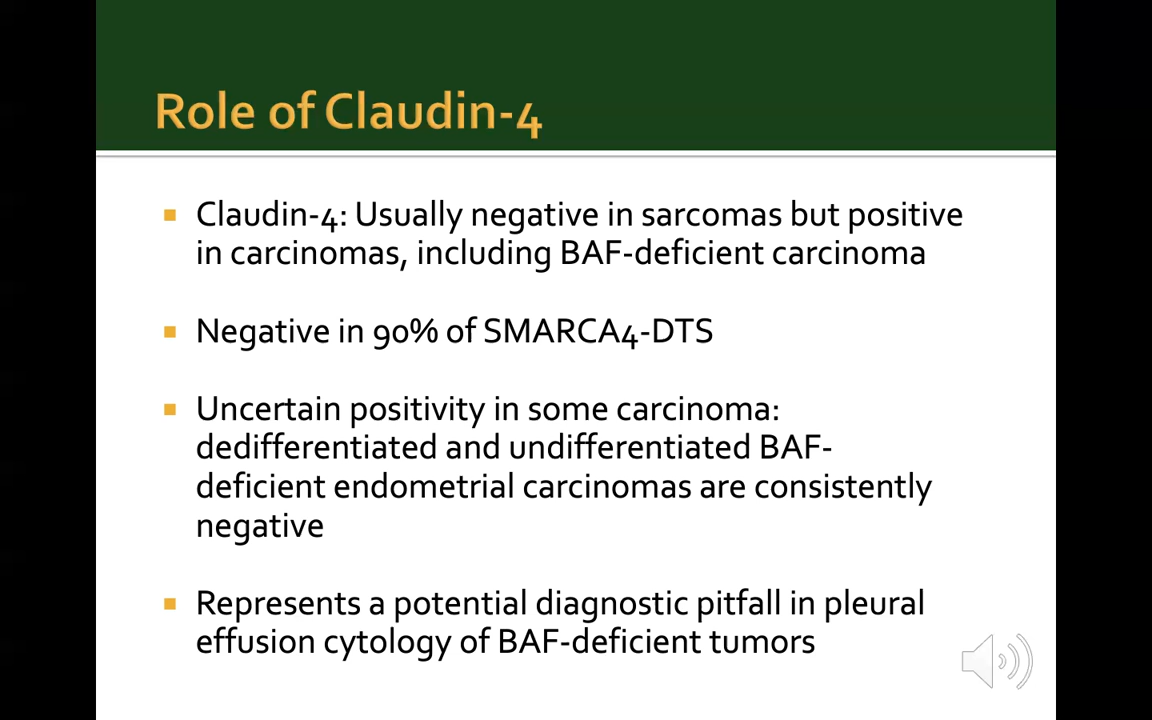 Role of Claudin-4
▪ Claudin-4: Usually negative in sarcomas but positive
in carcinomas, including BAF-deficient carcinoma
▪ Negative in 90% of SMARCA4-DTS
▪ Uncertain positivity in some carcinoma:
dedifferentiated and undifferentiated BAF-
deficient endometrial carcinomas are consistently
negative
▪ Represents a potential diagnostic pitfall in pleural
effusion cytology of BAF-deficient tumors